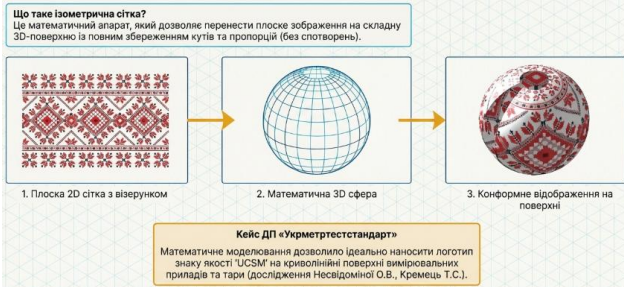 Що таке ізометрична сітка?
Це математичний апарат, який дозволяє перенести плоске зображення на складну
3D-поверхню із повним збереженням кутів та пропорцій (без спотворень).
1. Плоска 2D сітка з візерунком
2. Математична 3D сфера
3. Конформне відображення на
поверхні
Кейс ДП «Укрметртестстандарт»
Математичне моделювання дозволило ідеально наносити логотип
знаку якості 'UCSM' на криволінійні поверхні вимірювальних
приладів та тари (дослідження Несвідоміної О.В., Кремець Т.С.).